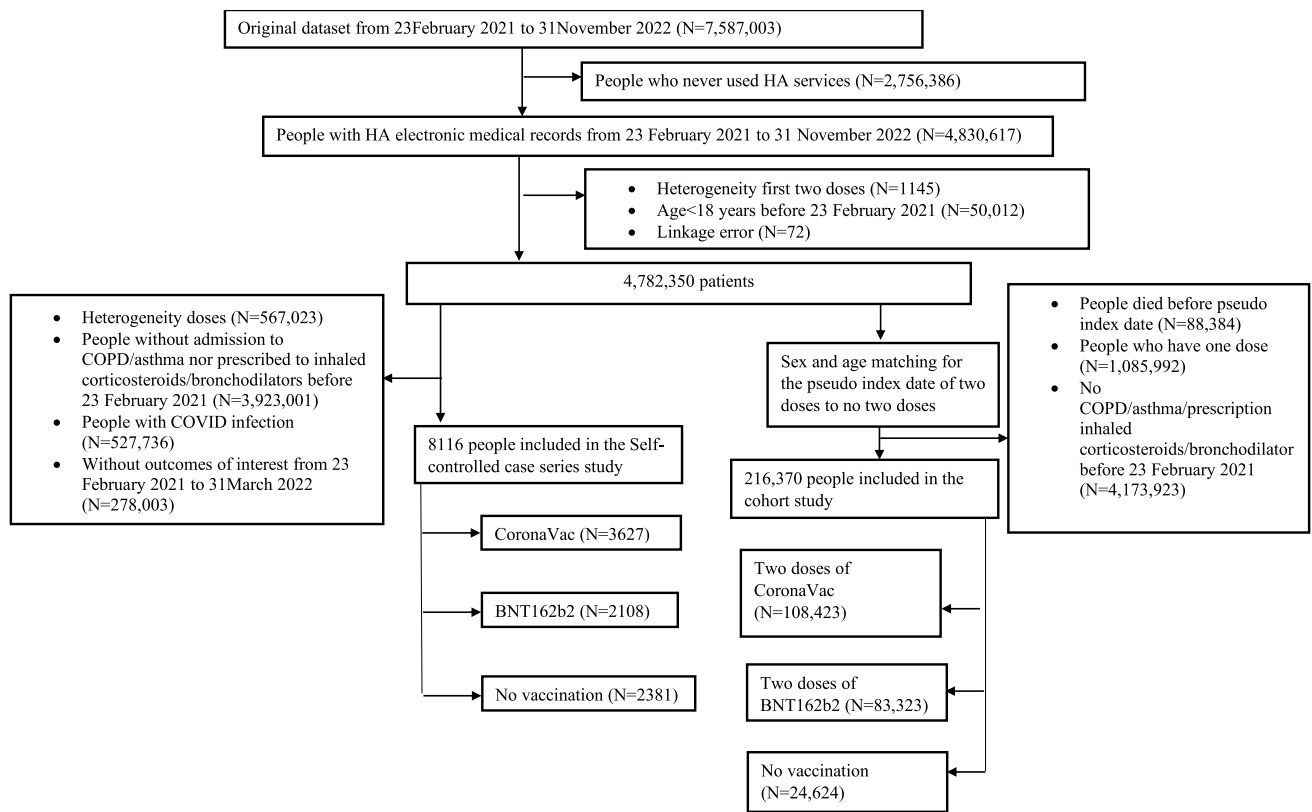 Original dataset from 23February 2021 to 31November 2022 (N=7,587,003)
People who never used HA services (N=2,756,386)
People with HA electronic medical records from 23 February 2021 to 31 November 2022 (N=4,830,617)
• Heterogeneity first two doses (N=1145)
• Age<18 years before 23 February 2021 (N=50,012)
• Linkage error (N=72)
4,782,350 patients
• Heterogeneity doses (N=567,023)
• People without admission to
COPD/asthma nor prescribed to inhaled
corticosteroids/bronchodilators before
23 February 2021 (N=3,923,001)
• People with COVID infection
(N=527,736)
• Without outcomes of interest from 23
February 2021 to 31March 2022
(N=278,003)
8116 people included in the Self-
controlled case series study
CoronaVac (N=3627)
BNT162b2 (N=2108)
No vaccination (N=2381)
Sex and age matching for
the pseudo index date of two
doses to no two doses
• People died before pseudo
index date (N=88,384)
• People who have one dose
(N=1,085,992)
• No
COPD/asthma/prescription
inhaled
corticosteroids/bronchodilator
before 23 February 2021
(N=4,173,923)
216,370 people included in the
cohort study
Two doses of
CoronaVac
(N=108,423)
Two doses of
BNT162b2 (N=83,323)
No vaccination
(N=24,624)